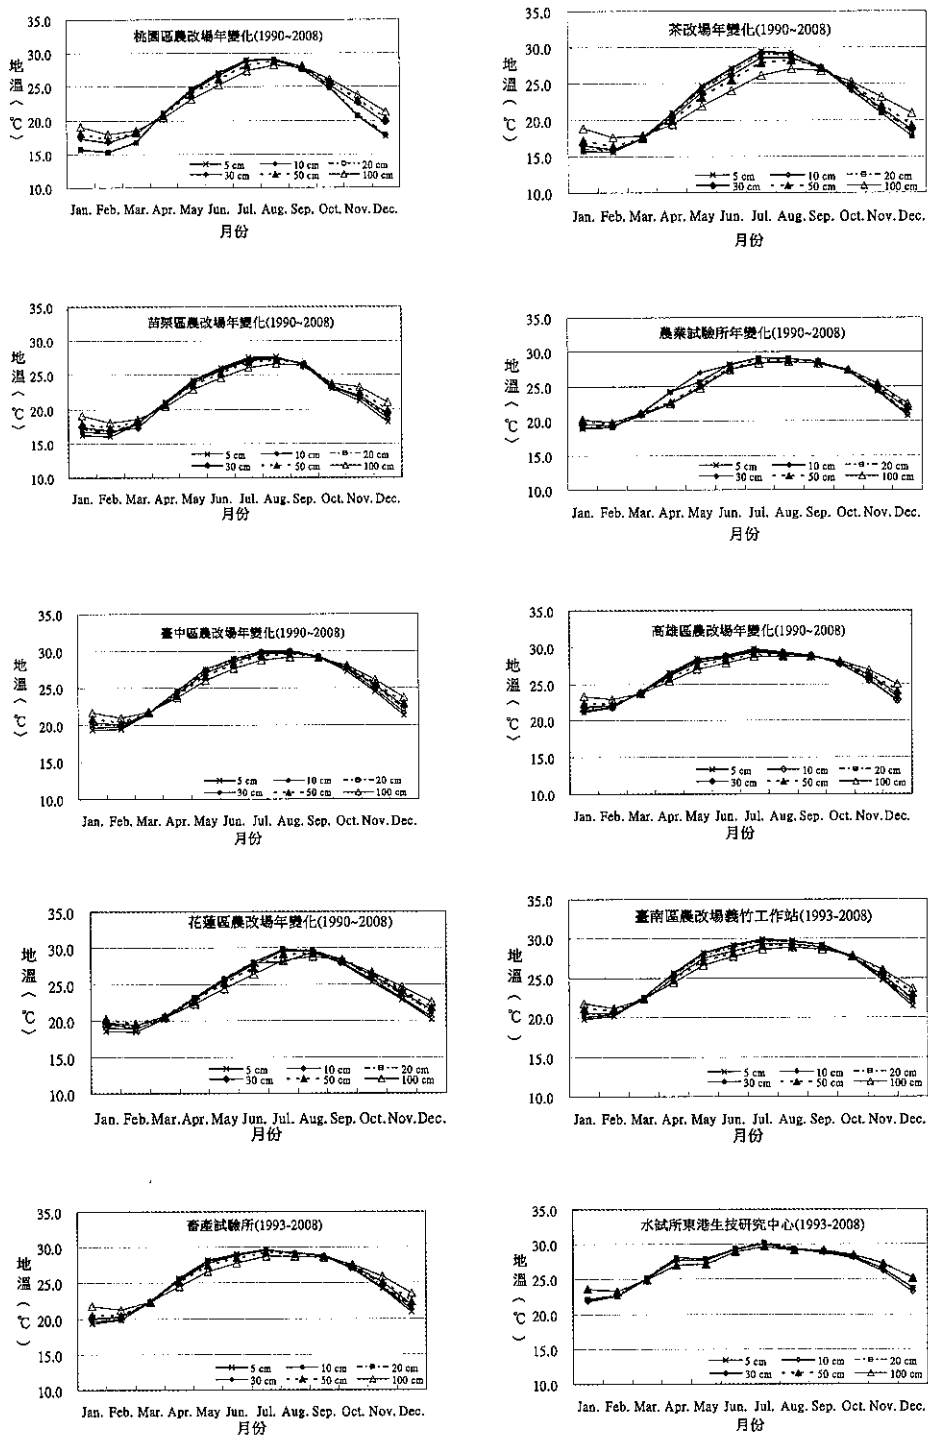 桃園區農改場年變化(1990~2008)
35.0
30.0
25.0
20.0
15.0
10.0
地溫(℃)
5 cm 10 cm 20 cm
30 cm 50 cm 100 cm
Jan. Feb. Mar. Apr. May Jun. Jul. Aug. Sep. Oct. Nov. Dec.
月份
茶改場年變化(1990~2008)
35.0
30.0
25.0
20.0
15.0
10.0
地溫(℃)
5 cm 10 cm 20 cm
30 cm 50 cm 100 cm
Jan. Feb. Mar. Apr. May Jun. Jul. Aug. Sep. Oct. Nov. Dec.
月份
苗栗區農改場年變化(1990~2008)
35.0
30.0
25.0
20.0
15.0
10.0
地溫(℃)
5 cm 10 cm 20 cm
30 cm 50 cm 100 cm
Jan. Feb. Mar. Apr. May Jun. Jul. Aug. Sep. Oct. Nov. Dec.
月份
農業試驗所年變化(1990~2008)
35.0
30.0
25.0
20.0
15.0
10.0
地溫(℃)
5 cm 10 cm 20 cm
30 cm 50 cm 100 cm
Jan. Feb. Mar. Apr. May Jun. Jul. Aug. Sep. Oct. Nov. Dec.
月份
臺中區農改場年變化(1990~2008)
35.0
30.0
25.0
20.0
15.0
10.0
地溫(℃)
5 cm 10 cm 20 cm
30 cm 50 cm 100 cm
Jan. Feb. Mar. Apr. May Jun. Jul. Aug. Sep. Oct. Nov. Dec.
月份
高雄區農改場年變化(1990~2008)
35.0
30.0
25.0
20.0
15.0
10.0
地溫(℃)
5 cm 10 cm 20 cm
30 cm 50 cm 100 cm
Jan. Feb. Mar. Apr. May Jun. Jul. Aug. Sep. Oct. Nov. Dec.
月份
花蓮區農改場年變化(1990~2008)
35.0
30.0
25.0
20.0
15.0
10.0
地溫(℃)
5 cm 10 cm 20 cm
30 cm 50 cm 100 cm
Jan. Feb. Mar. Apr. May Jun. Jul. Aug. Sep. Oct. Nov. Dec.
月份
臺南區農改場義竹工作站(1993-2008)
35.0
30.0
25.0
20.0
15.0
10.0
地溫(℃)
5 cm 10 cm 20 cm
30 cm 50 cm 100 cm
Jan. Feb. Mar. Apr. May Jun. Jul. Aug. Sep. Oct. Nov. Dec.
月份
畜產試驗所(1993-2008)
35.0
30.0
25.0
20.0
15.0
10.0
地溫(℃)
5 cm 10 cm 20 cm
30 cm 50 cm 100 cm
Jan. Feb. Mar. Apr. May Jun. Jul. Aug. Sep. Oct. Nov. Dec.
月份
水試所東港生技研究中心(1993-2008)
35.0
30.0
25.0
20.0
15.0
10.0
地溫(℃)
5 cm 10 cm 20 cm
30 cm 50 cm 100 cm
Jan. Feb. Mar. Apr. May Jun. Jul. Aug. Sep. Oct. Nov. Dec.
月份